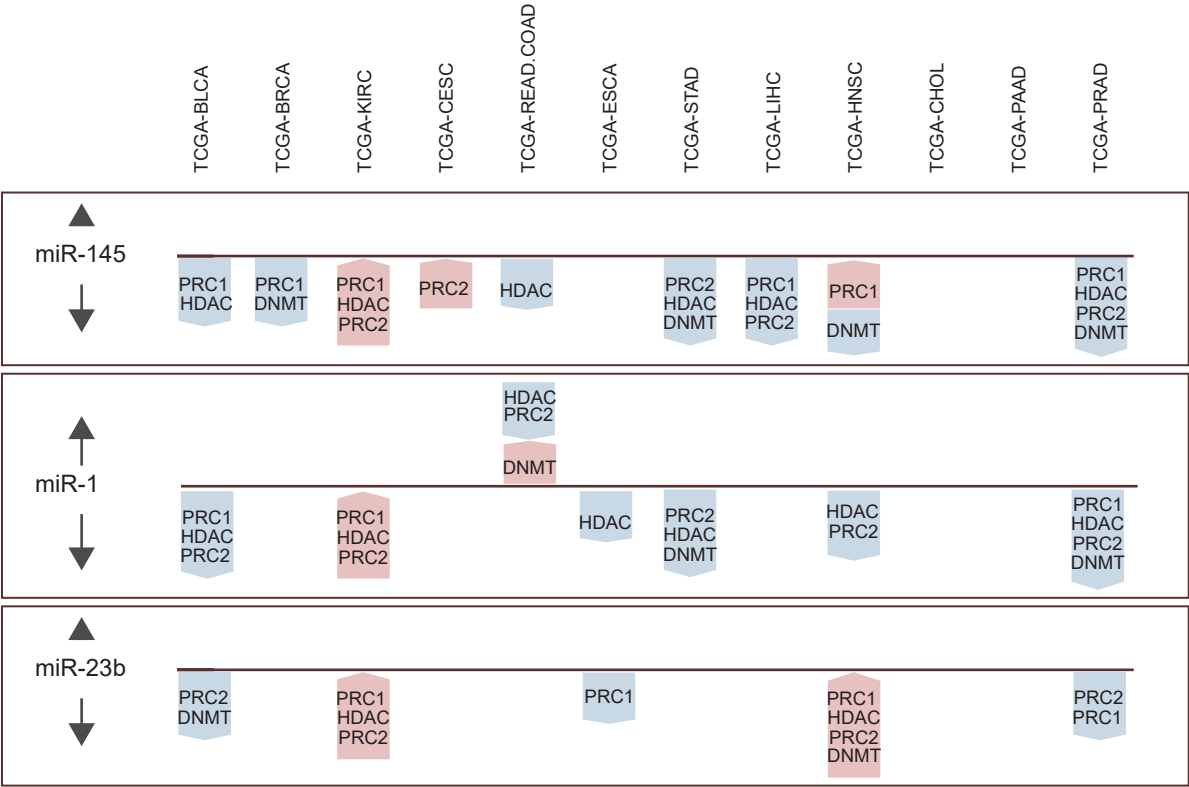 TCGA-BLCA
TCGA-BRCA
TCGA-KIRC
TCGA-CESC
TCGA-READ.COAD
TCGA-ESCA
TCGA-STAD
TCGA-LIHC
TCGA-HNSC
TCGA-CHOL
TCGA-PAAD
TCGA-PRAD
miR-145
PRC1
HDAC
PRC1
DNMT
PRC1
HDAC
PRC2
PRC2
HDAC
PRC2
HDAC
DNMT
PRC1
HDAC
PRC2
PRC1
DNMT
PRC1
HDAC
PRC2
DNMT
miR-1
PRC1
HDAC
PRC2
PRC1
HDAC
PRC2
HDAC
PRC2
DNMT
HDAC
PRC2
HDAC
DNMT
HDAC
PRC2
PRC1
HDAC
PRC2
DNMT
miR-23b
PRC2
DNMT
PRC1
HDAC
PRC2
PRC1
PRC1
HDAC
PRC2
DNMT
PRC2
PRC1